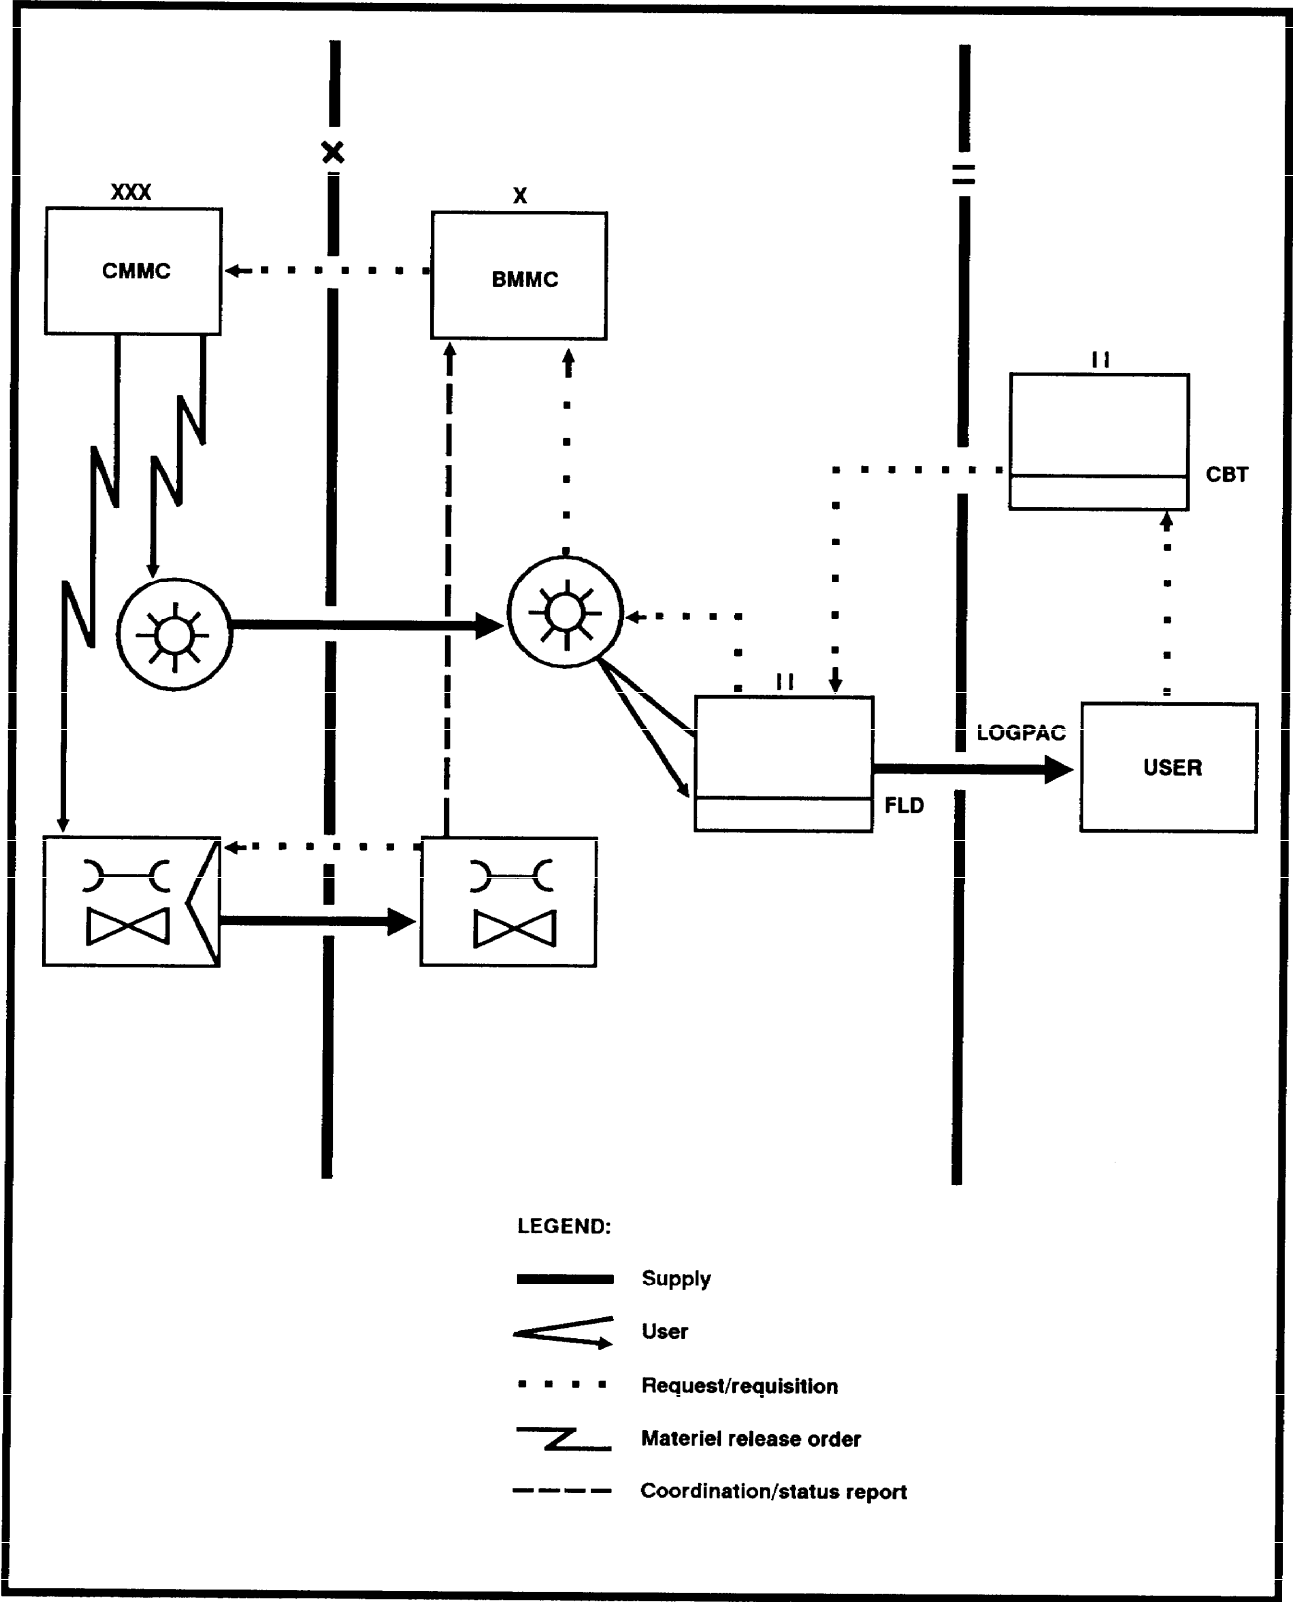 X
XXX
X
CMMC
BMMC
II
CBT
II
LOGPAC
USER
FLD
LEGEND:
Supply
User
Request/requisition
Materiel release order
Coordination/status report